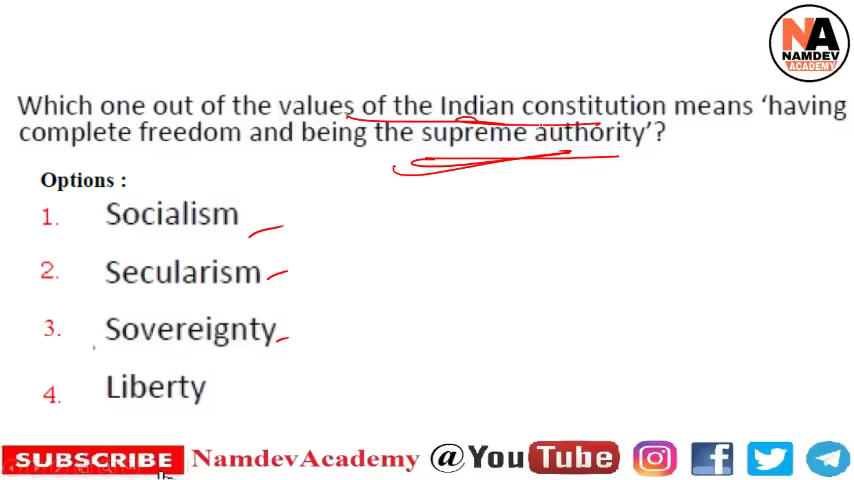 NA
NAMDEV
ACADEMY
Which one out of the values of the Indian constitution means ‘having
complete freedom and being the supreme authority’?
Options :
1. Socialism
2. Secularism
3. Sovereignty
4. Liberty
SUBSCRIBE NamdevAcademy @YouTube